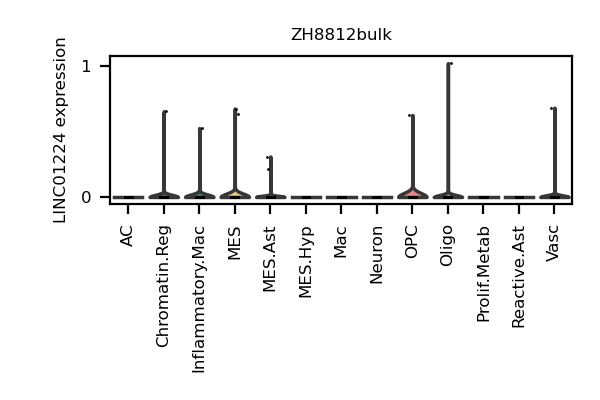 ZH8812bulk
LINC01224 expression
1
0
AC
Chromatin.Reg
Inflammatory.Mac
MES
MES.Ast
MES.Hyp
Mac
Neuron
OPC
Oligo
Prolif.Metab
Reactive.Ast
Vasc